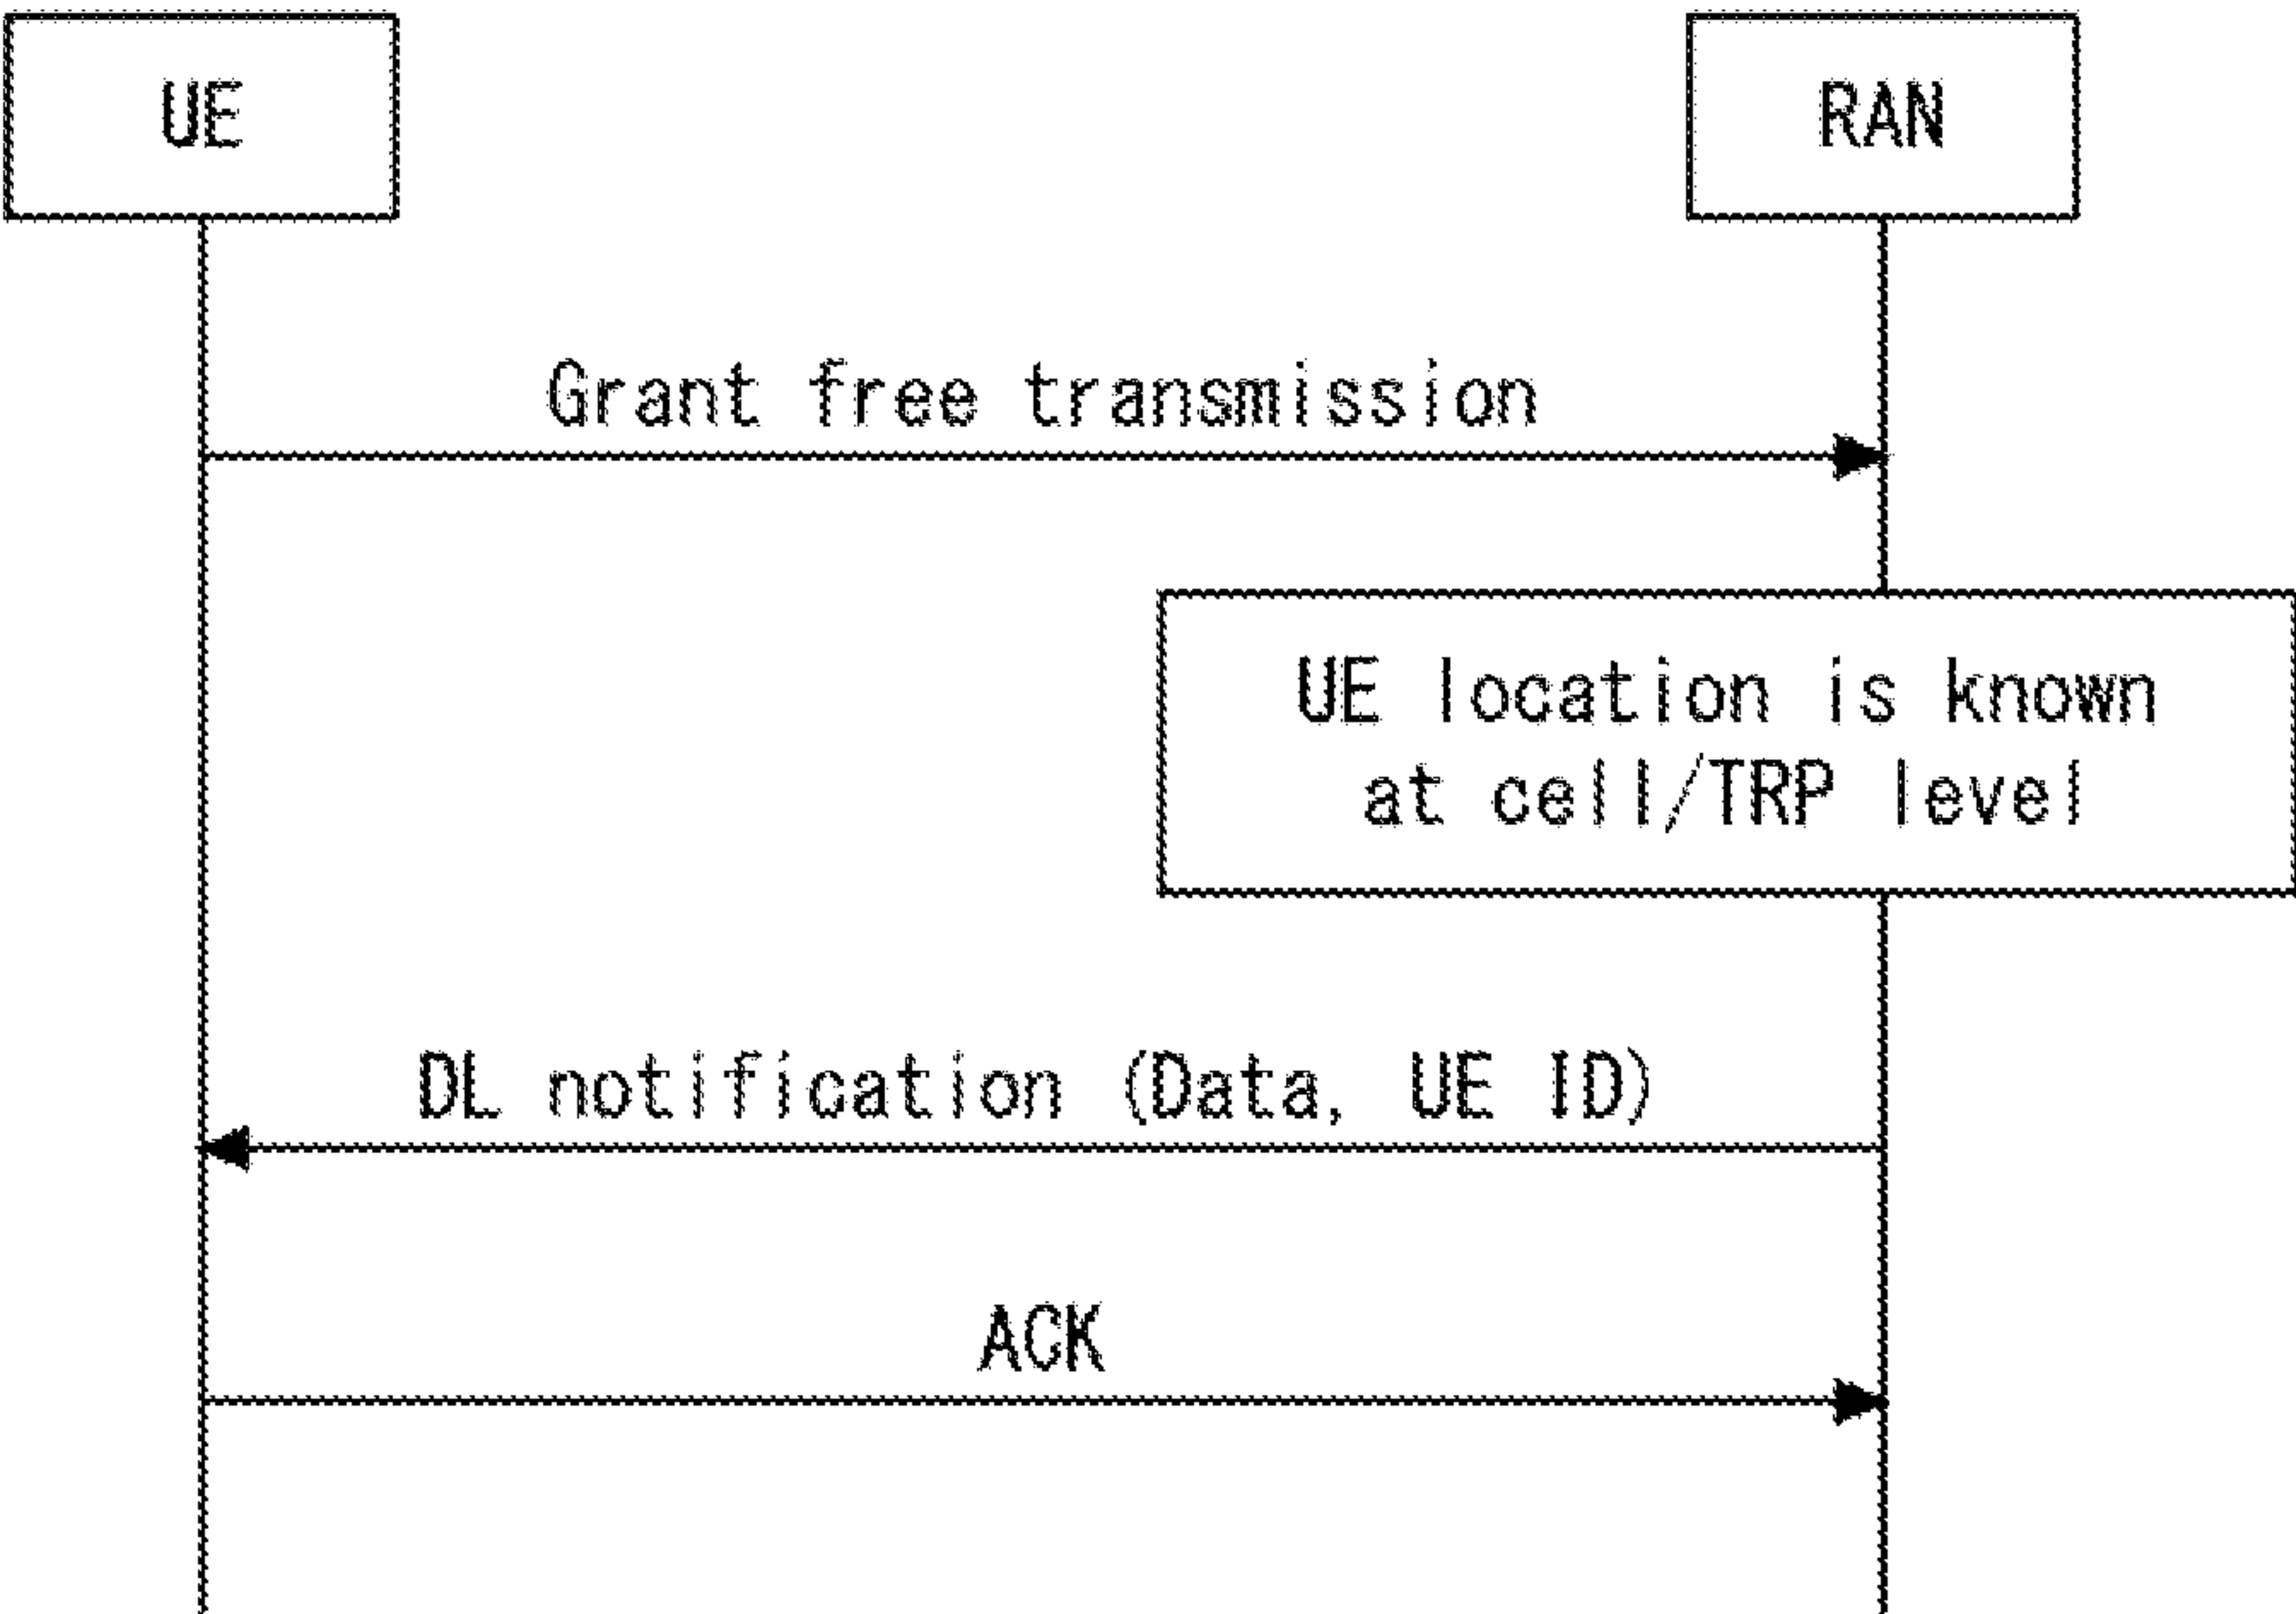 UE
RAN
Grant free transmission
UE location is known
at cell/TRP level
DL notification (Data, UE ID)
ACK